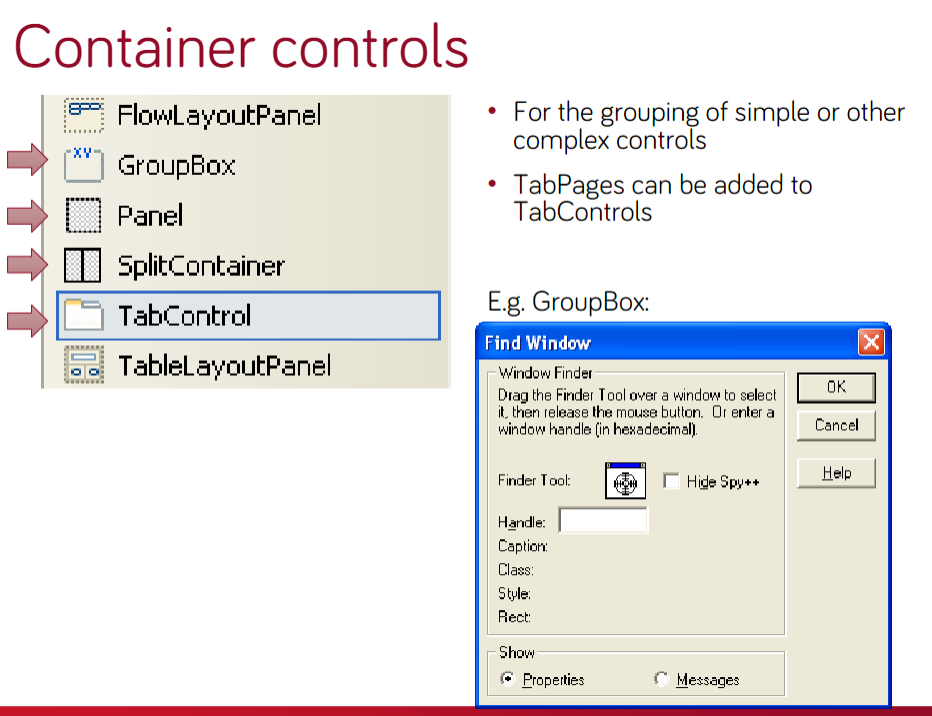 Container controls
FlowLayoutPanel
GroupBox
Panel
SplitContainer
TabControl
TableLayoutPanel
• For the grouping of simple or other
complex controls
• TabPages can be added to
TabControls
E.g. GroupBox:
Find Window
Window Finder
Drag the Finder Tool over a window to select
it, then release the mouse button. Or enter a
window handle (in hexadecimal).
Finder Tool:
Hide Spy++
Handle:
Caption:
Class:
Style:
Rect:
Show
Properties
Messages
OK
Cancel
Help